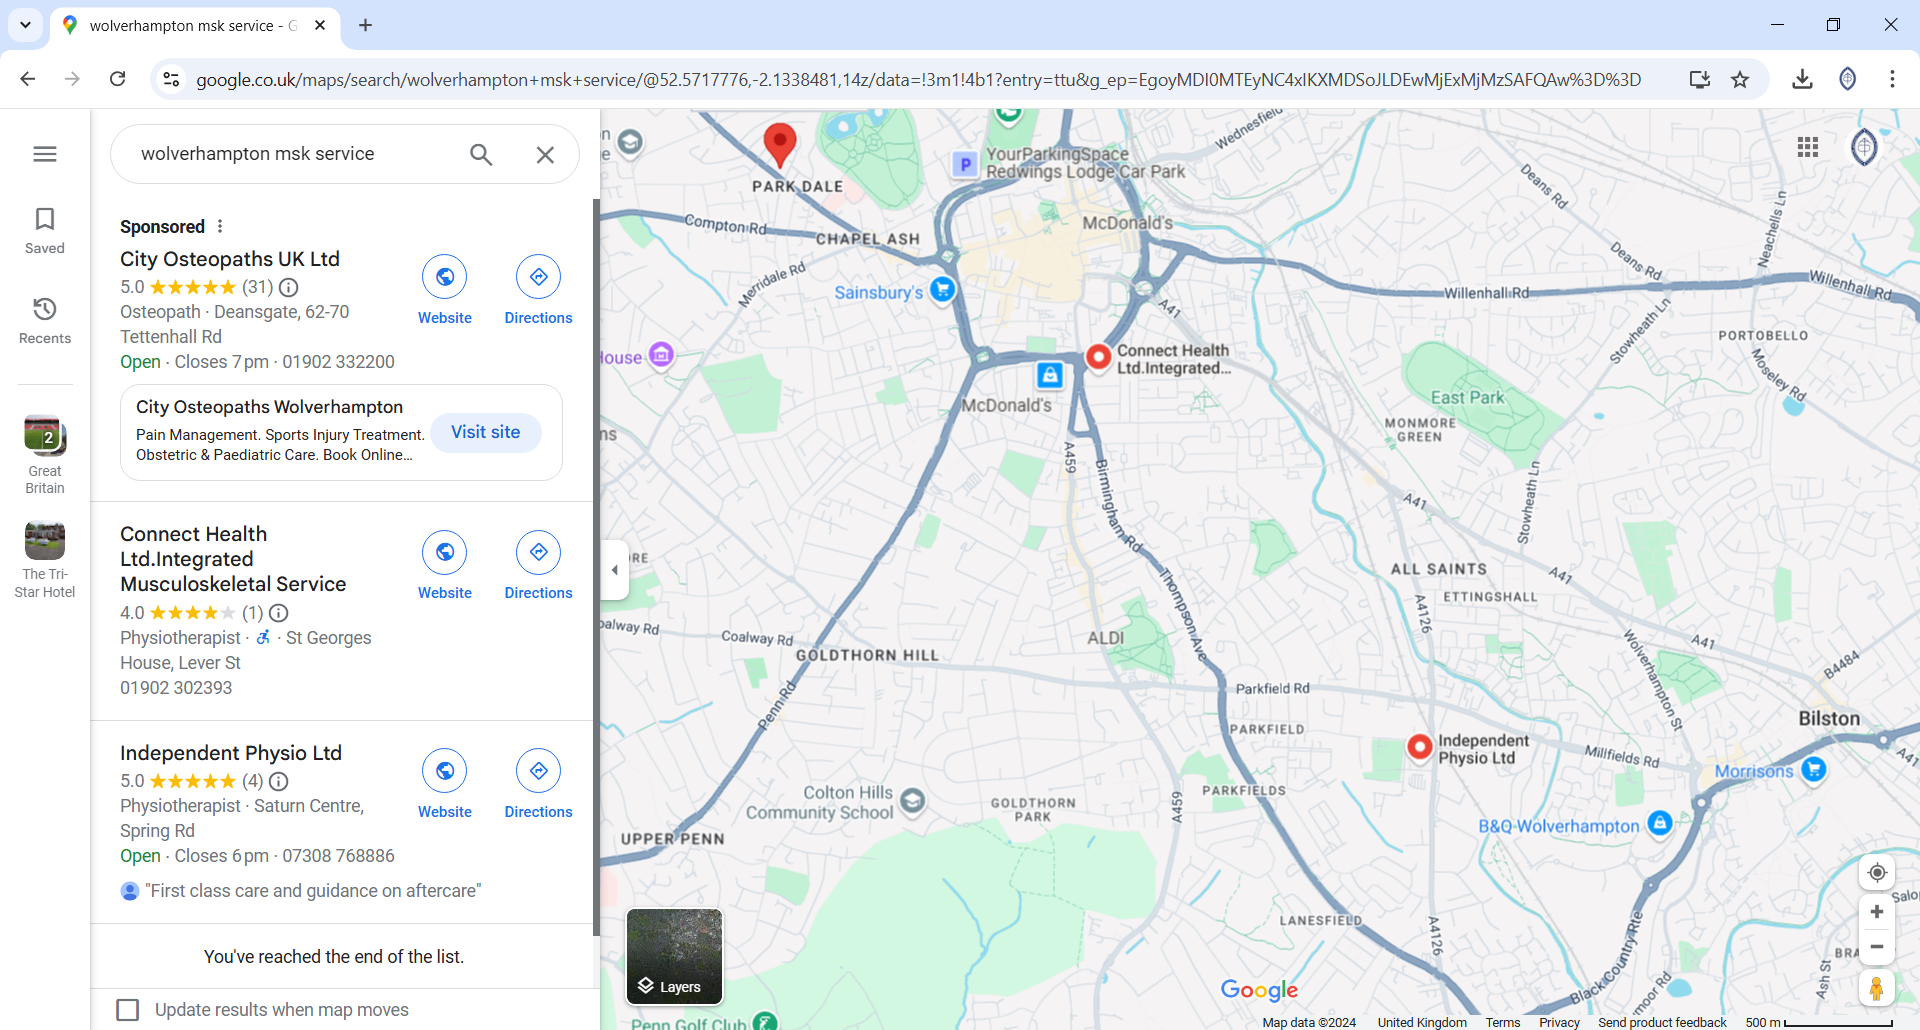 wolverhampton msk service - G
google.co.uk/maps/search/wolverhampton+msk+service/@52.5717776,-2.1338481,14z/data=!3m1!4b1?entry=ttu&g_ep=EgoyMDI0MTEyNC4xIKXMDSoJLDEwMjExMjMzSAFQAw%3D%3D
wolverhampton msk service
Saved
Recents
2
Great
Britain
The Tri-
Star Hotel
Sponsored
City Osteopaths UK Ltd
5.0 (31)
Osteopath · Deansgate, 62-70
Tettenhall Rd
Open · Closes 7 pm · 01902 332200
Website
Directions
City Osteopaths Wolverhampton
Pain Management. Sports Injury Treatment.
Obstetric & Paediatric Care. Book Online...
Visit site
Connect Health
Ltd.Integrated
Musculoskeletal Service
4.0 (1)
Physiotherapist · · St Georges
House, Lever St
01902 302393
Website
Directions
Independent Physio Ltd
5.0 (4)
Physiotherapist · Saturn Centre,
Spring Rd
Open · Closes 6 pm · 07308 768886
"First class care and guidance on aftercare"
Website
Directions
You've reached the end of the list.
Update results when map moves
PARK DALE
P
YourParkingSpace
Redwings Lodge Car Park
Wednesfield
Compton Rd
CHAPEL ASH
McDonald's
Merridale Rd
Sainsbury's
A41
Deans Rd
Deans Rd
Neachells Ln
Willenhall Rd
Willenhall Rd
Stowheath Ln
PORTOBELLO
Moseley Rd
House
Connect Health
Ltd.Integrated...
McDonald's
East Park
MONMORE
GREEN
A459
Birmingham Rd
A41
Stowheath Ln
ALL SAINTS
A41
ETTINGSHALL
A4126
Thompson Ave
ALDI
Coalway Rd
GOLDTHORN HILL
Penn Rd
Parkfield Rd
PARKFIELD
Wolverhampton St
A41
B4484
Bilston
A41
Independent
Physio Ltd
Millfields Rd
Morrisons
Colton Hills
Community School
GOLDTHORN
PARK
A459
PARKFIELDS
B&Q-Wolverhampton
UPPER PENN
LANESFIELD
A4126
Black Country Rte
Ash St
Layers
Penn Golf Club
Google
Map data ©2024
United Kingdom
Terms
Privacy
Send product feedback
500 m